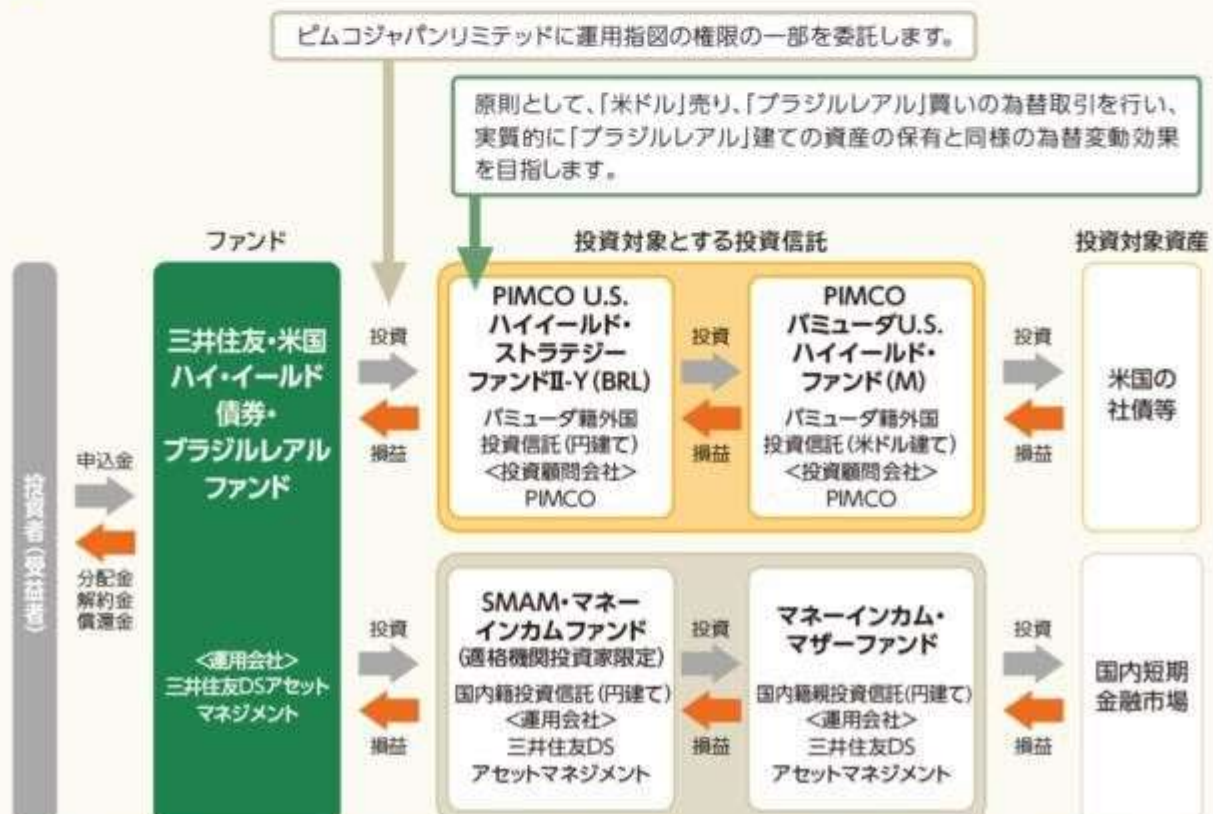 ピムコジャパンリミテッドに運用指図の権限の一部を委託します。
原則として、「米ドル」売り、「ブラジルレアル」買いの為替取引を行い、
実質的に「ブラジルレアル」建ての資産の保有と同様の為替変動効果
を目指します。
ファンド
投資対象とする投資信託
投資対象資産
投資者(受益者)
申込金
分配金
解約金
償還金
三井住友・米国
ハイ・イールド
債券・
ブラジルレアル
ファンド
<運用会社>
三井住友DSアセット
マネジメント
投資
損益
PIMCO U.S.
ハイイールド・
ストラテジー
ファンドⅡ-Y(BRL)
バミューダ籍外国
投資信託(円建て)
<投資顧問会社>
PIMCO
投資
損益
PIMCO
バミューダU.S.
ハイイールド・
ファンド(M)
バミューダ籍外国
投資信託(米ドル建て)
<投資顧問会社>
PIMCO
投資
損益
米国の
社債等
投資
損益
SMAM・マネー
インカムファンド
(適格機関投資家限定)
国内籍投資信託(円建て)
<運用会社>
三井住友DS
アセットマネジメント
投資
損益
マネーインカム・
マザーファンド
国内籍親投資信託(円建て)
<運用会社>
三井住友DS
アセットマネジメント
投資
損益
国内短期
金融市場